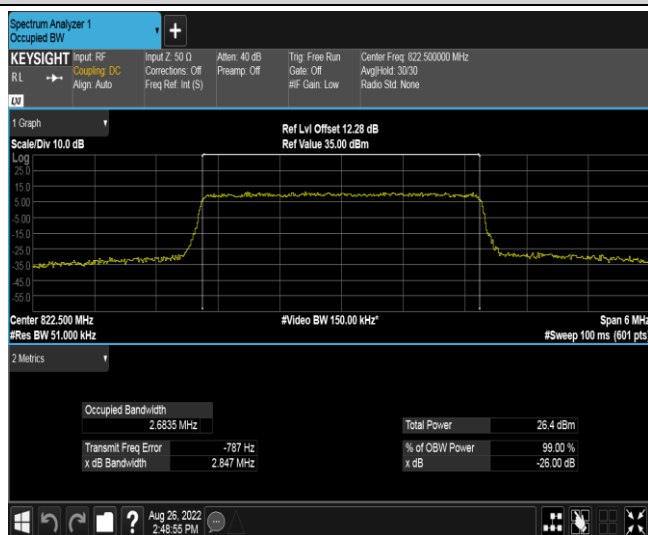 Spectrum Analyzer 1
Occupied BW
+
KEYSIGHT
R L
LXI
Input: RF
Coupling: DC
Align: Auto
Input Z: 50 Ω
Corrections: Off
Freq Ref: Int (S)
Atten: 40 dB
Preamp: Off
Trig: Free Run
Gate: Off
#IF Gain: Low
Center Freq: 822.500000 MHz
Avg|Hold: 30/30
Radio Std: None
1 Graph
Scale/Div 10.0 dB
Ref Lvl Offset 12.28 dB
Ref Value 35.00 dBm
Log
25.0
15.0
5.00
-5.00
-15.0
-25.0
-35.0
-45.0
-55.0
Center 822.500 MHz
#Res BW 51.000 kHz
#Video BW 150.00 kHz*
Span 6 MHz
#Sweep 100 ms (601 pts)
2 Metrics
Occupied Bandwidth
2.6835 MHz
Total Power 26.4 dBm
Transmit Freq Error -787 Hz
% of OBW Power 99.00 %
x dB Bandwidth 2.847 MHz
x dB -26.00 dB
?
Aug 26, 2022
2:48:55 PM